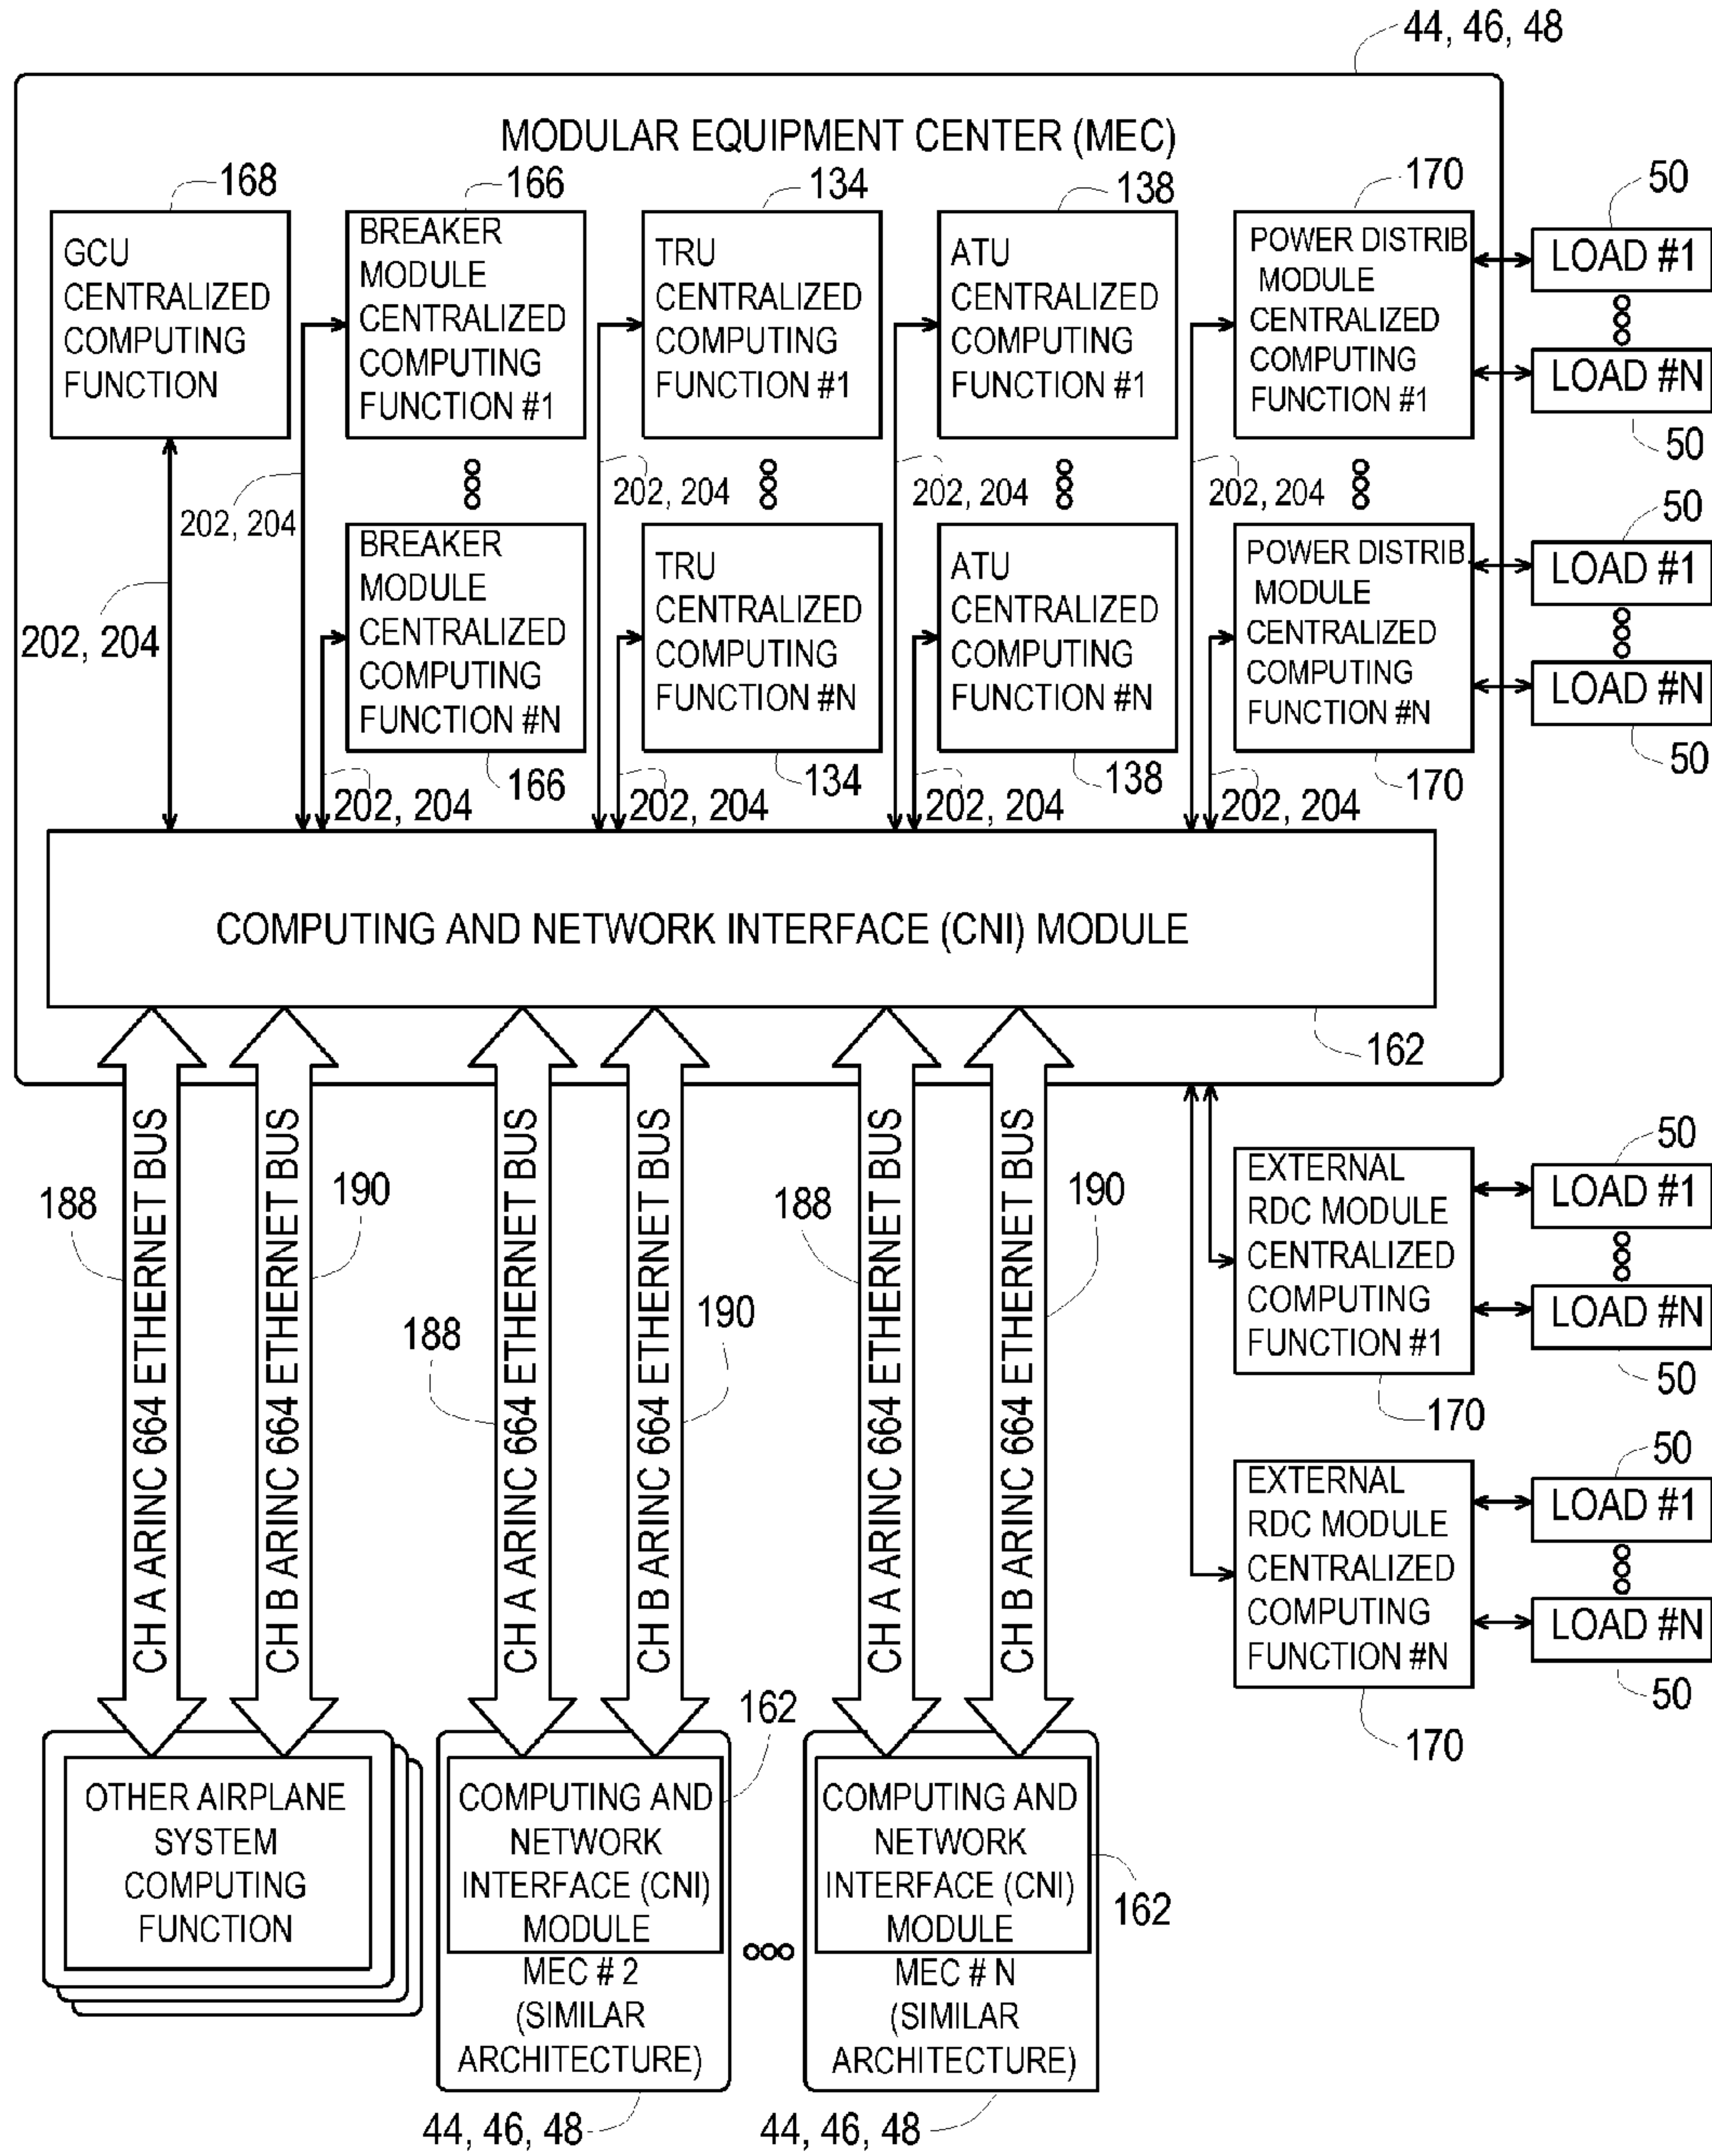 44, 46, 48
MODULAR EQUIPMENT CENTER (MEC)
168
GCU
CENTRALIZED
COMPUTING
FUNCTION
166
BREAKER
MODULE
CENTRALIZED
COMPUTING
FUNCTION #1
134
TRU
CENTRALIZED
COMPUTING
FUNCTION #1
138
ATU
CENTRALIZED
COMPUTING
FUNCTION #1
170
POWER DISTRIB
MODULE
CENTRALIZED
COMPUTING
FUNCTION #1
50
LOAD #1
LOAD #N
50
202, 204
202, 204
202, 204
202, 204
202, 204
BREAKER
MODULE
CENTRALIZED
COMPUTING
FUNCTION #N
166
TRU
CENTRALIZED
COMPUTING
FUNCTION #N
134
ATU
CENTRALIZED
COMPUTING
FUNCTION #N
138
POWER DISTRIB.
MODULE
CENTRALIZED
COMPUTING
FUNCTION #N
170
50
LOAD #1
LOAD #N
50
202, 204
202, 204
202, 204
202, 204
COMPUTING AND NETWORK INTERFACE (CNI) MODULE
162
188
CH A ARINC 664 ETHERNET BUS
CH B ARINC 664 ETHERNET BUS
190
188
CH A ARINC 664 ETHERNET BUS
CH B ARINC 664 ETHERNET BUS
190
188
CH A ARINC 664 ETHERNET BUS
CH B ARINC 664 ETHERNET BUS
190
EXTERNAL
RDC MODULE
CENTRALIZED
COMPUTING
FUNCTION #1
170
50
LOAD #1
LOAD #N
50
EXTERNAL
RDC MODULE
CENTRALIZED
COMPUTING
FUNCTION #N
170
50
LOAD #1
LOAD #N
50
OTHER AIRPLANE
SYSTEM
COMPUTING
FUNCTION
162
COMPUTING AND
NETWORK
INTERFACE (CNI)
MODULE
MEC # 2
(SIMILAR
ARCHITECTURE)
44, 46, 48
COMPUTING AND
NETWORK
INTERFACE (CNI)
MODULE
162
MEC # N
(SIMILAR
ARCHITECTURE)
44, 46, 48